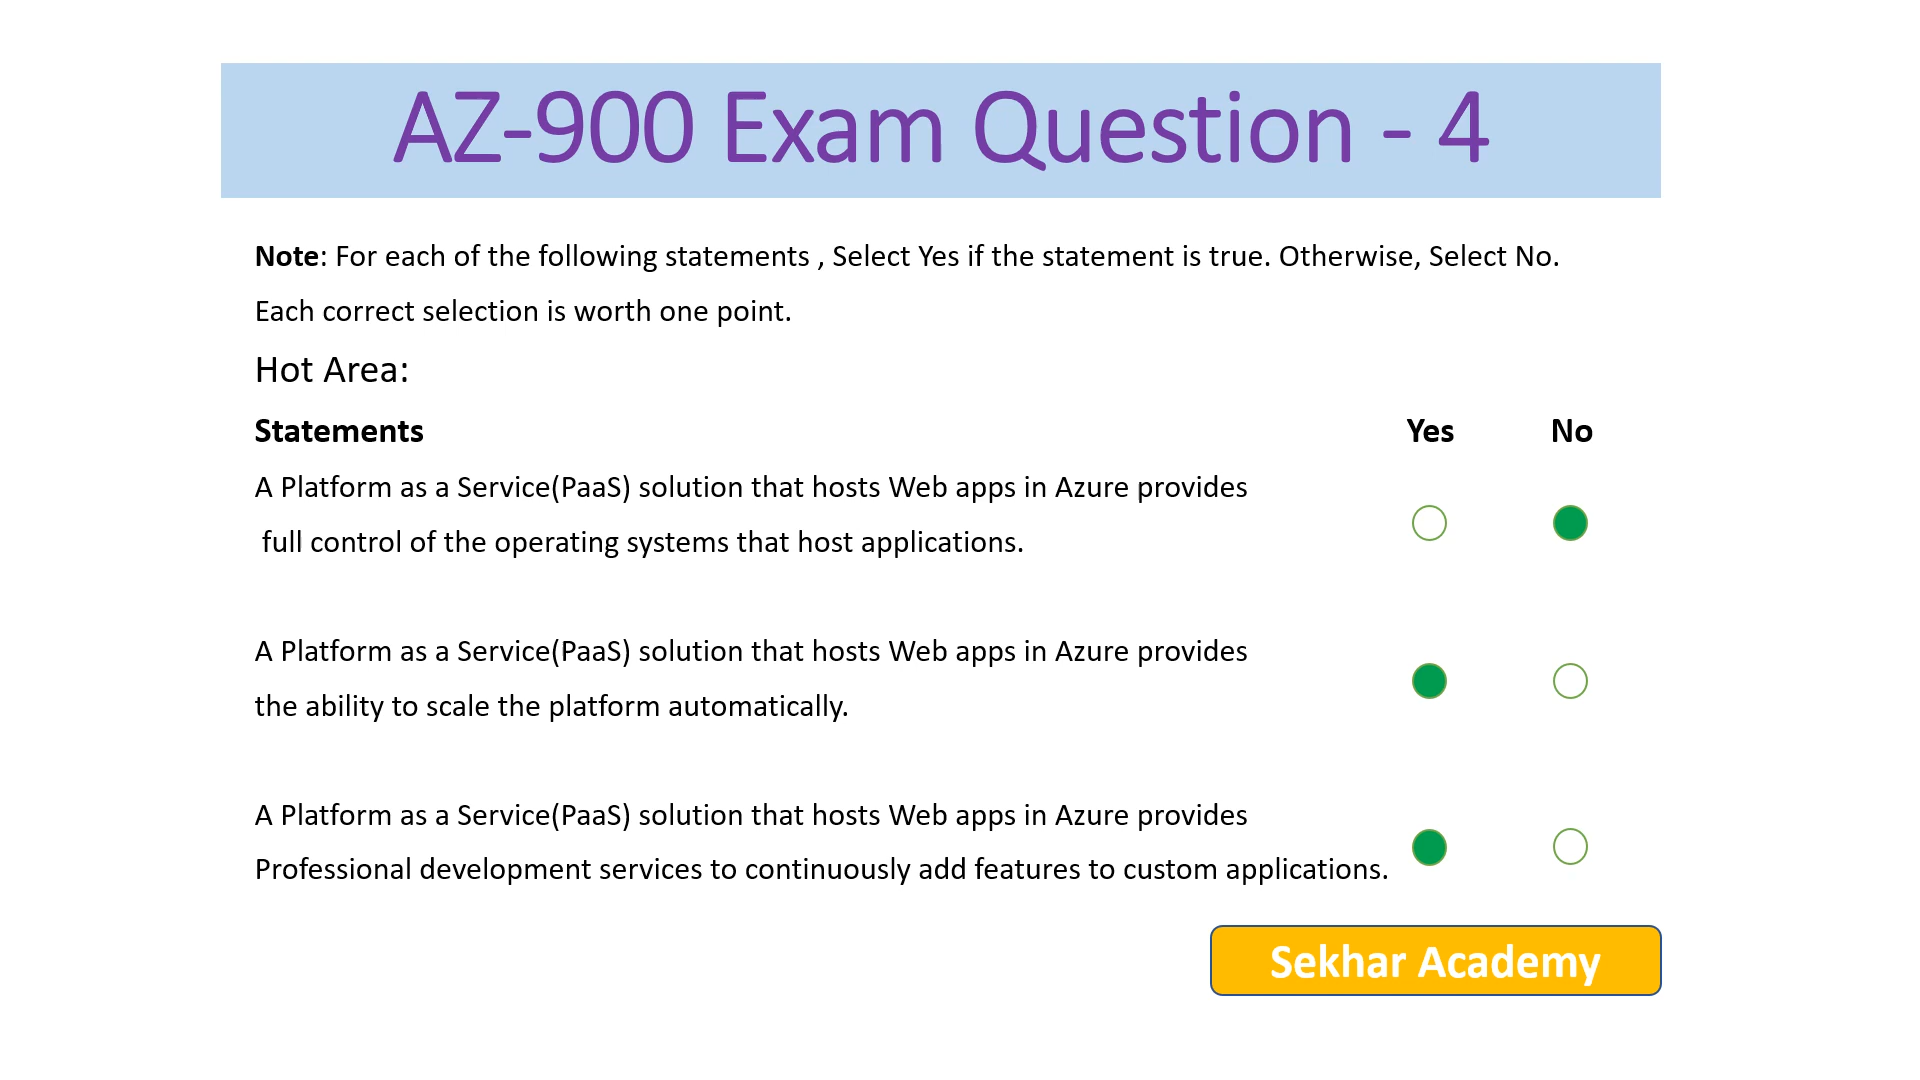 AZ-900 Exam Question - 4
Note: For each of the following statements , Select Yes if the statement is true. Otherwise, Select No.
Each correct selection is worth one point.
Hot Area:
Statements Yes No
A Platform as a Service(PaaS) solution that hosts Web apps in Azure provides
full control of the operating systems that host applications.
A Platform as a Service(PaaS) solution that hosts Web apps in Azure provides
the ability to scale the platform automatically.
A Platform as a Service(PaaS) solution that hosts Web apps in Azure provides
Professional development services to continuously add features to custom applications.
Sekhar Academy